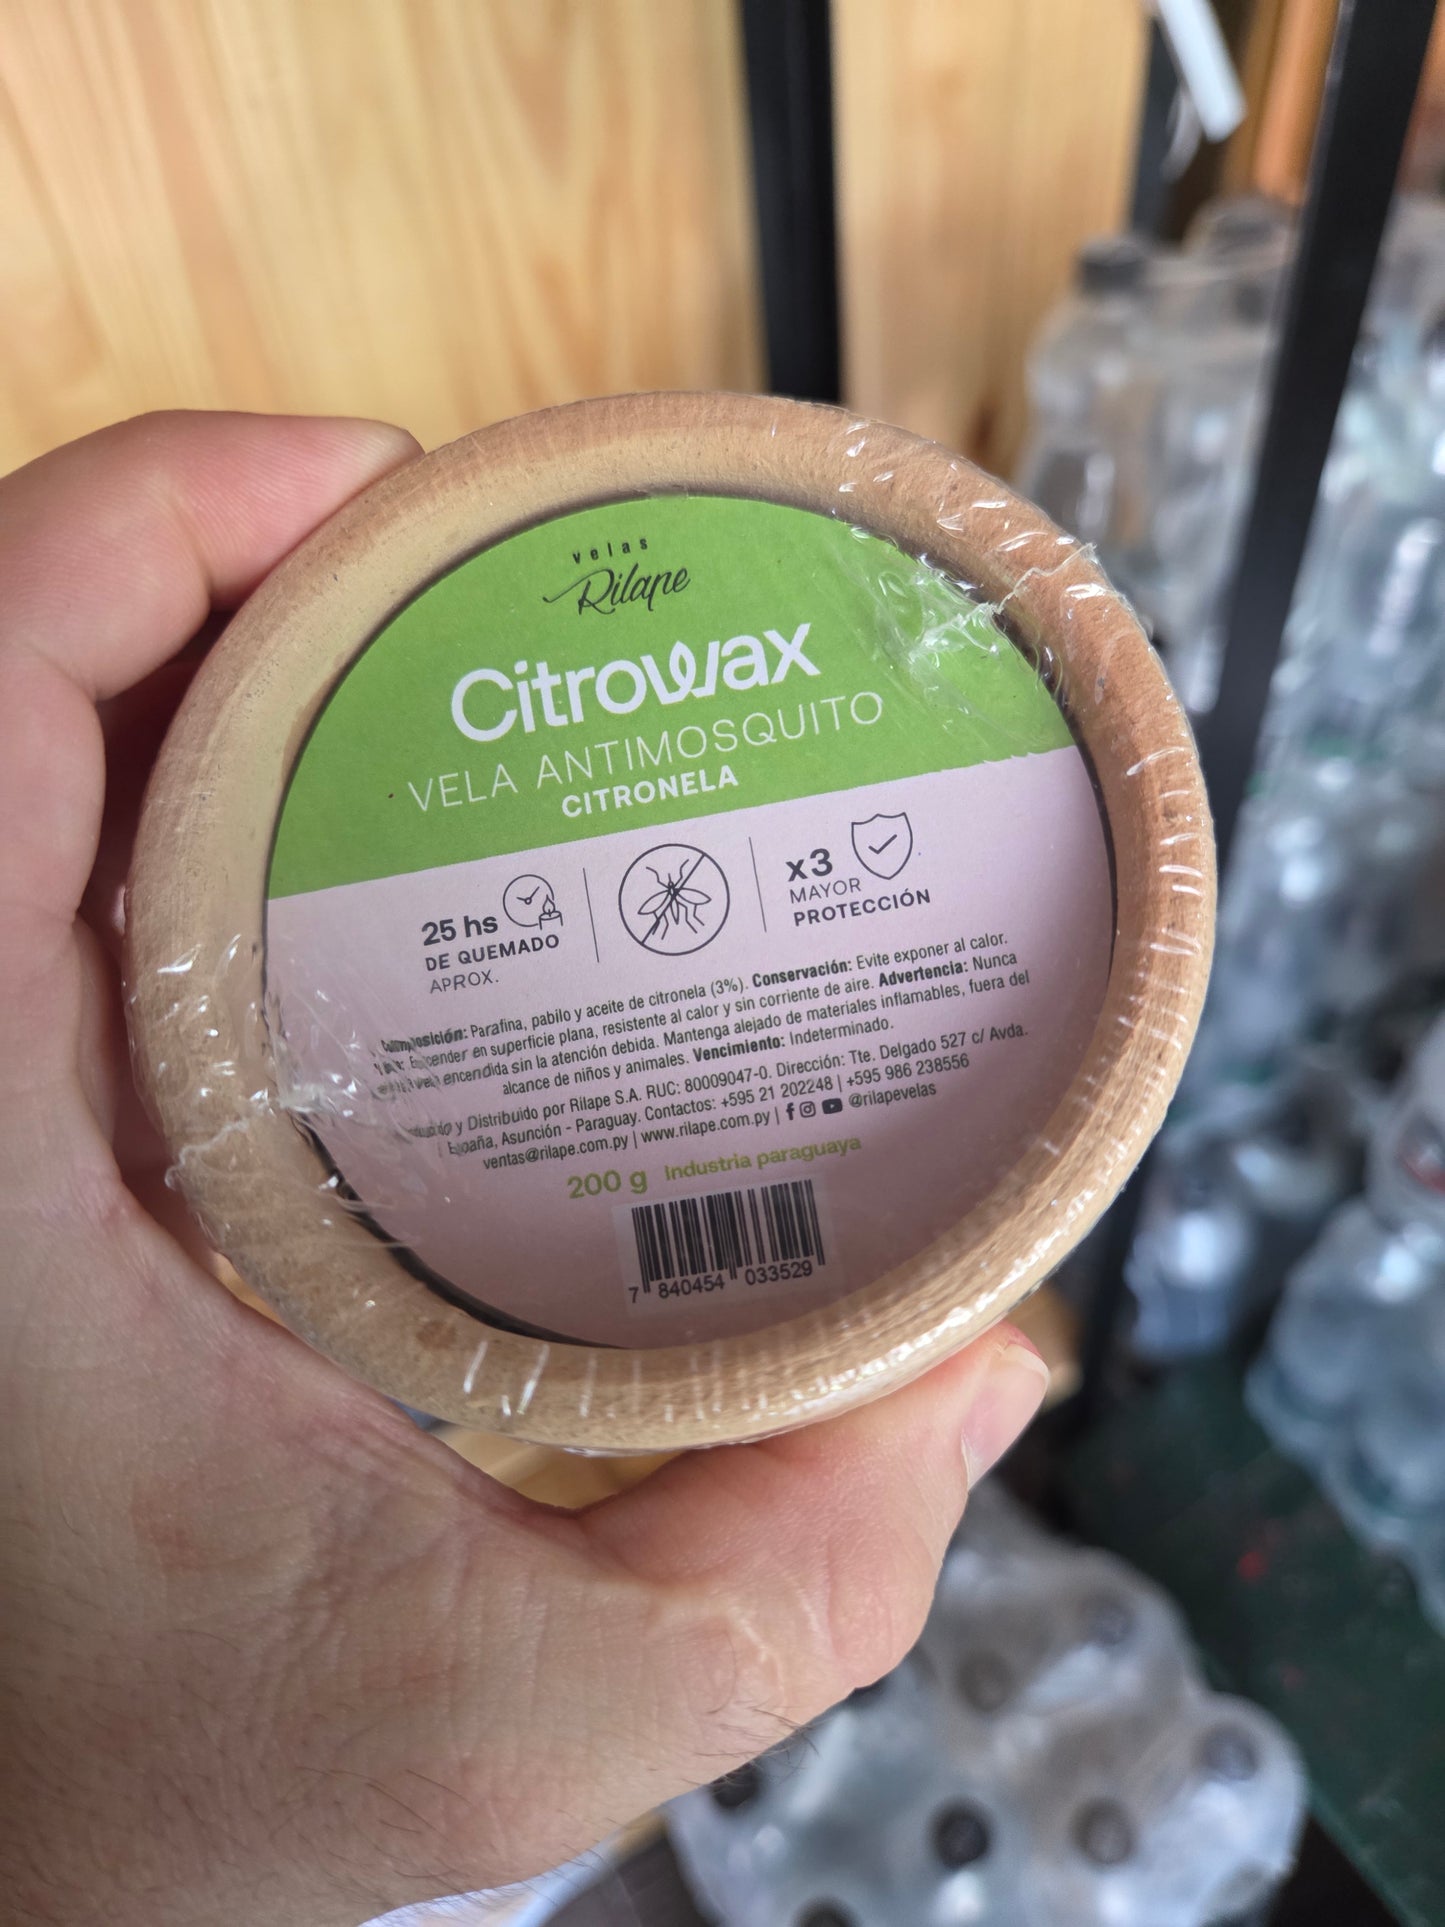 velas
Rilape
Citrowax
VELA ANTIMOSQUITO
CITRONELA
25 hs
DE QUEMADO
APROX.
x3
MAYOR
PROTECCIÓN
Composición: Parafina, pabilo y aceite de citronela (3%). Conservación: Evite exponer al calor.
Encender en superficie plana, resistente al calor y sin corriente de aire. Advertencia: Nunca
vela encendida sin la atención debida. Mantenga alejado de materiales inflamables, fuera del
alcance de niños y animales. Vencimiento: Indeterminado.
y Distribuido por Rilape S.A. RUC: 80009047-0. Dirección: Tte. Delgado 527 c/ Avda.
España, Asunción - Paraguay. Contactos: +595 21 202248 | +595 986 238556
ventas@rilape.com.py | www.rilape.com.py | @rilapevelas
200 g Industria paraguaya
7 840454 033529